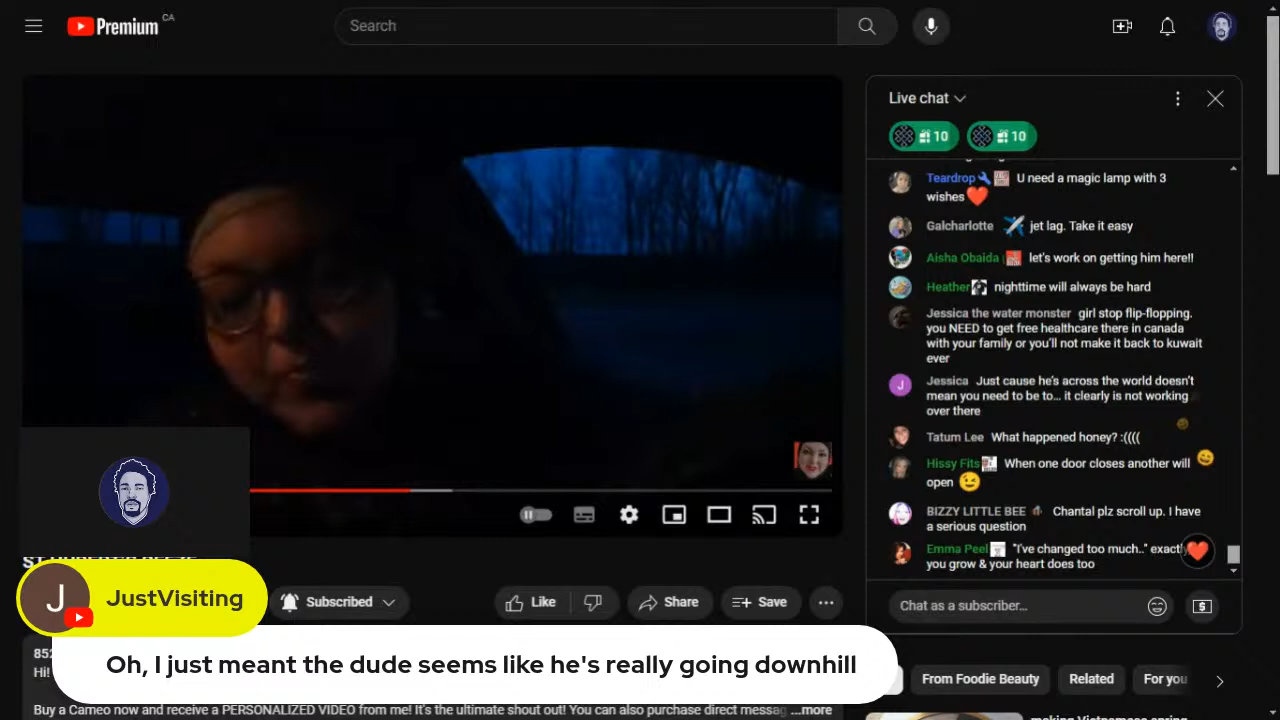 Premium CA
Search
Live chat
10
10
Teardrop U need a magic lamp with 3
wishes
Galcharlotte jet lag. Take it easy
Aisha Obaida let's work on getting him here!!
Heather nighttime will always be hard
Jessica the water monster girl stop flip-flopping.
you NEED to get free healthcare there in canada
with your family or you'll not make it back to kuwait
ever
Jessica Just cause he's across the world doesn't
mean you need to be to... it clearly is not working
over there
Tatum Lee What happened honey? :((((
Hissy Fits When one door closes another will
open
BIZZY LITTLE BEE Chantal plz scroll up. I have
a serious question
Emma Peel "I've changed too much.." exactly
you grow & your heart does too
Chat as a subscriber...
Subscribed
Like
Share
Save
J JustVisiting
Oh, I just meant the dude seems like he's really going downhill
852
Hi!
From Foodie Beauty
Related
For you
Buy a Cameo now and receive a PERSONALIZED VIDEO from me! It's the ultimate shout out! You can also purchase direct messag ...more
making Vietnamese spring